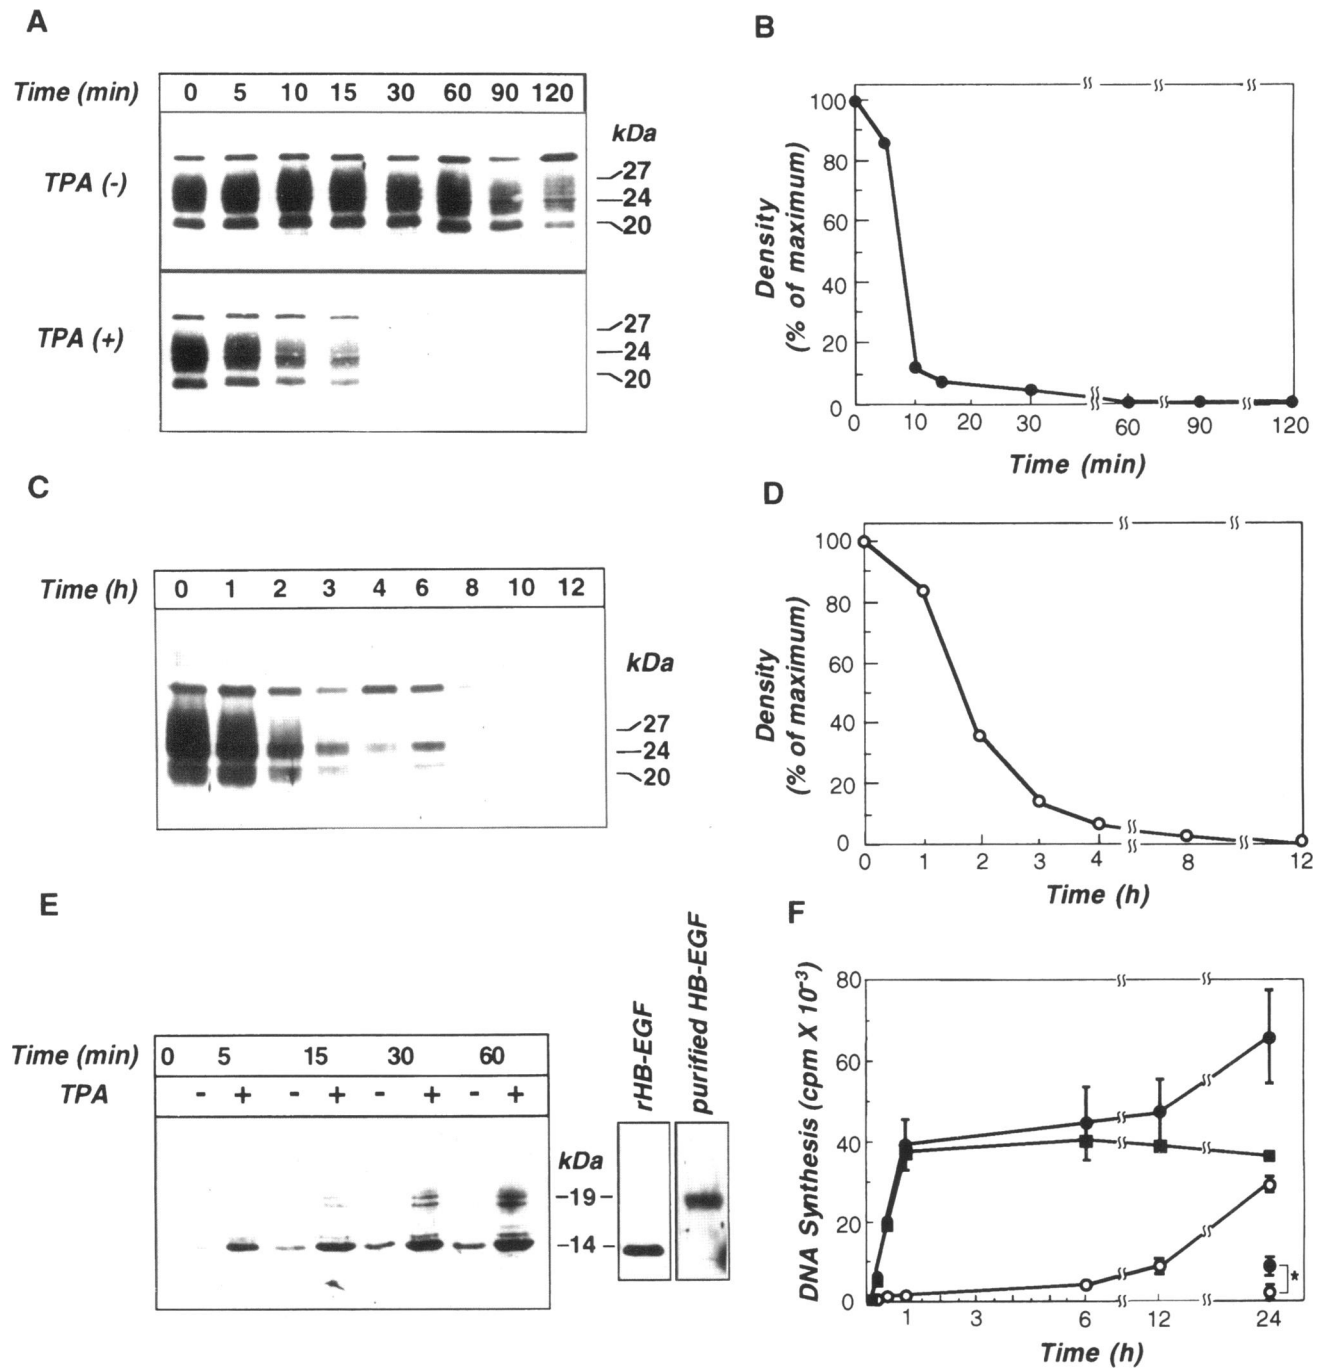 A
Time (min) 0 5 10 15 30 60 90 120
kDa
TPA (-)
27
24
20
TPA (+)
27
24
20
B
Density
(% of maximum)
100
80
60
40
20
0
0 10 20 30 60 90 120
Time (min)
C
Time (h) 0 1 2 3 4 6 8 10 12
kDa
27
24
20
D
Density
(% of maximum)
100
80
60
40
20
0
0 1 2 3 4 8 12
Time (h)
E
Time (min) 0 5 15 30 60
TPA - + - + - + - +
kDa
-19-
-14-
rHB-EGF
purified HB-EGF
F
DNA Synthesis (cpm X 10-3)
80
60
40
20
0
*
1 3 6 12 24
Time (h)